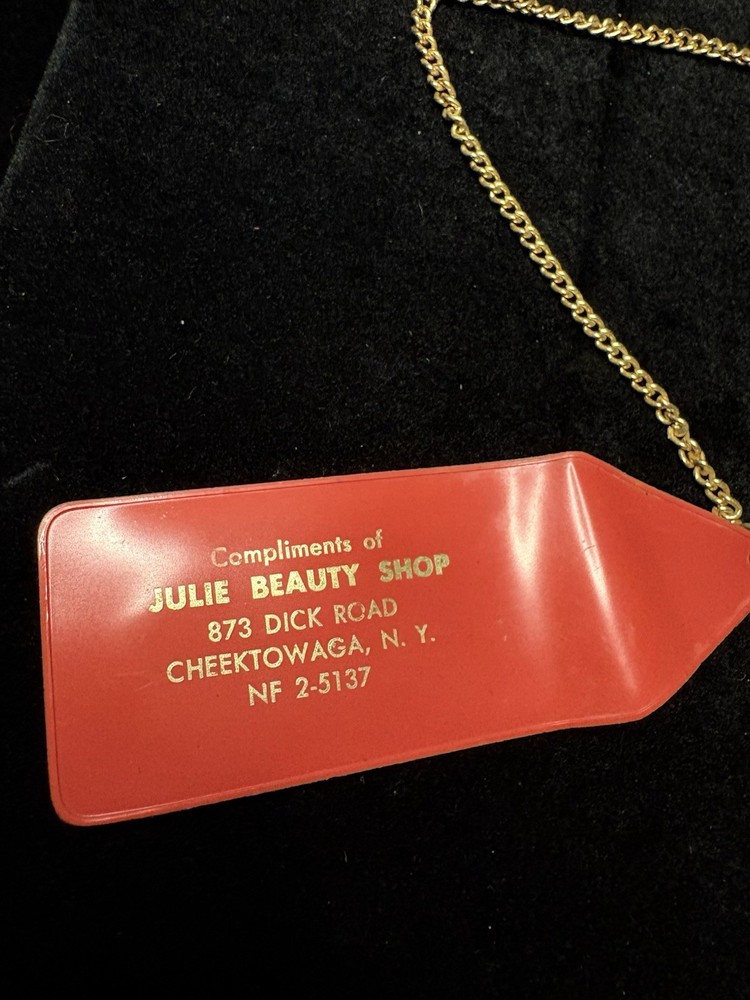 Compliments of
JULIE BEAUTY SHOP
873 DICK ROAD
CHEEKTOWAGA, N. Y.
NF 2-5137